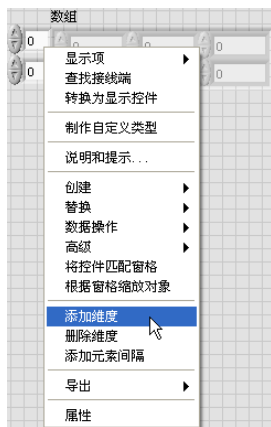 数组
0
0
0
0
显示项
查找接线端
转换为显示控件
制作自定义类型
说明和提示...
创建
替换
数据操作
高级
将控件匹配窗格
根据窗格缩放对象
添加维度
删除维度
添加元素间隔
导出
属性